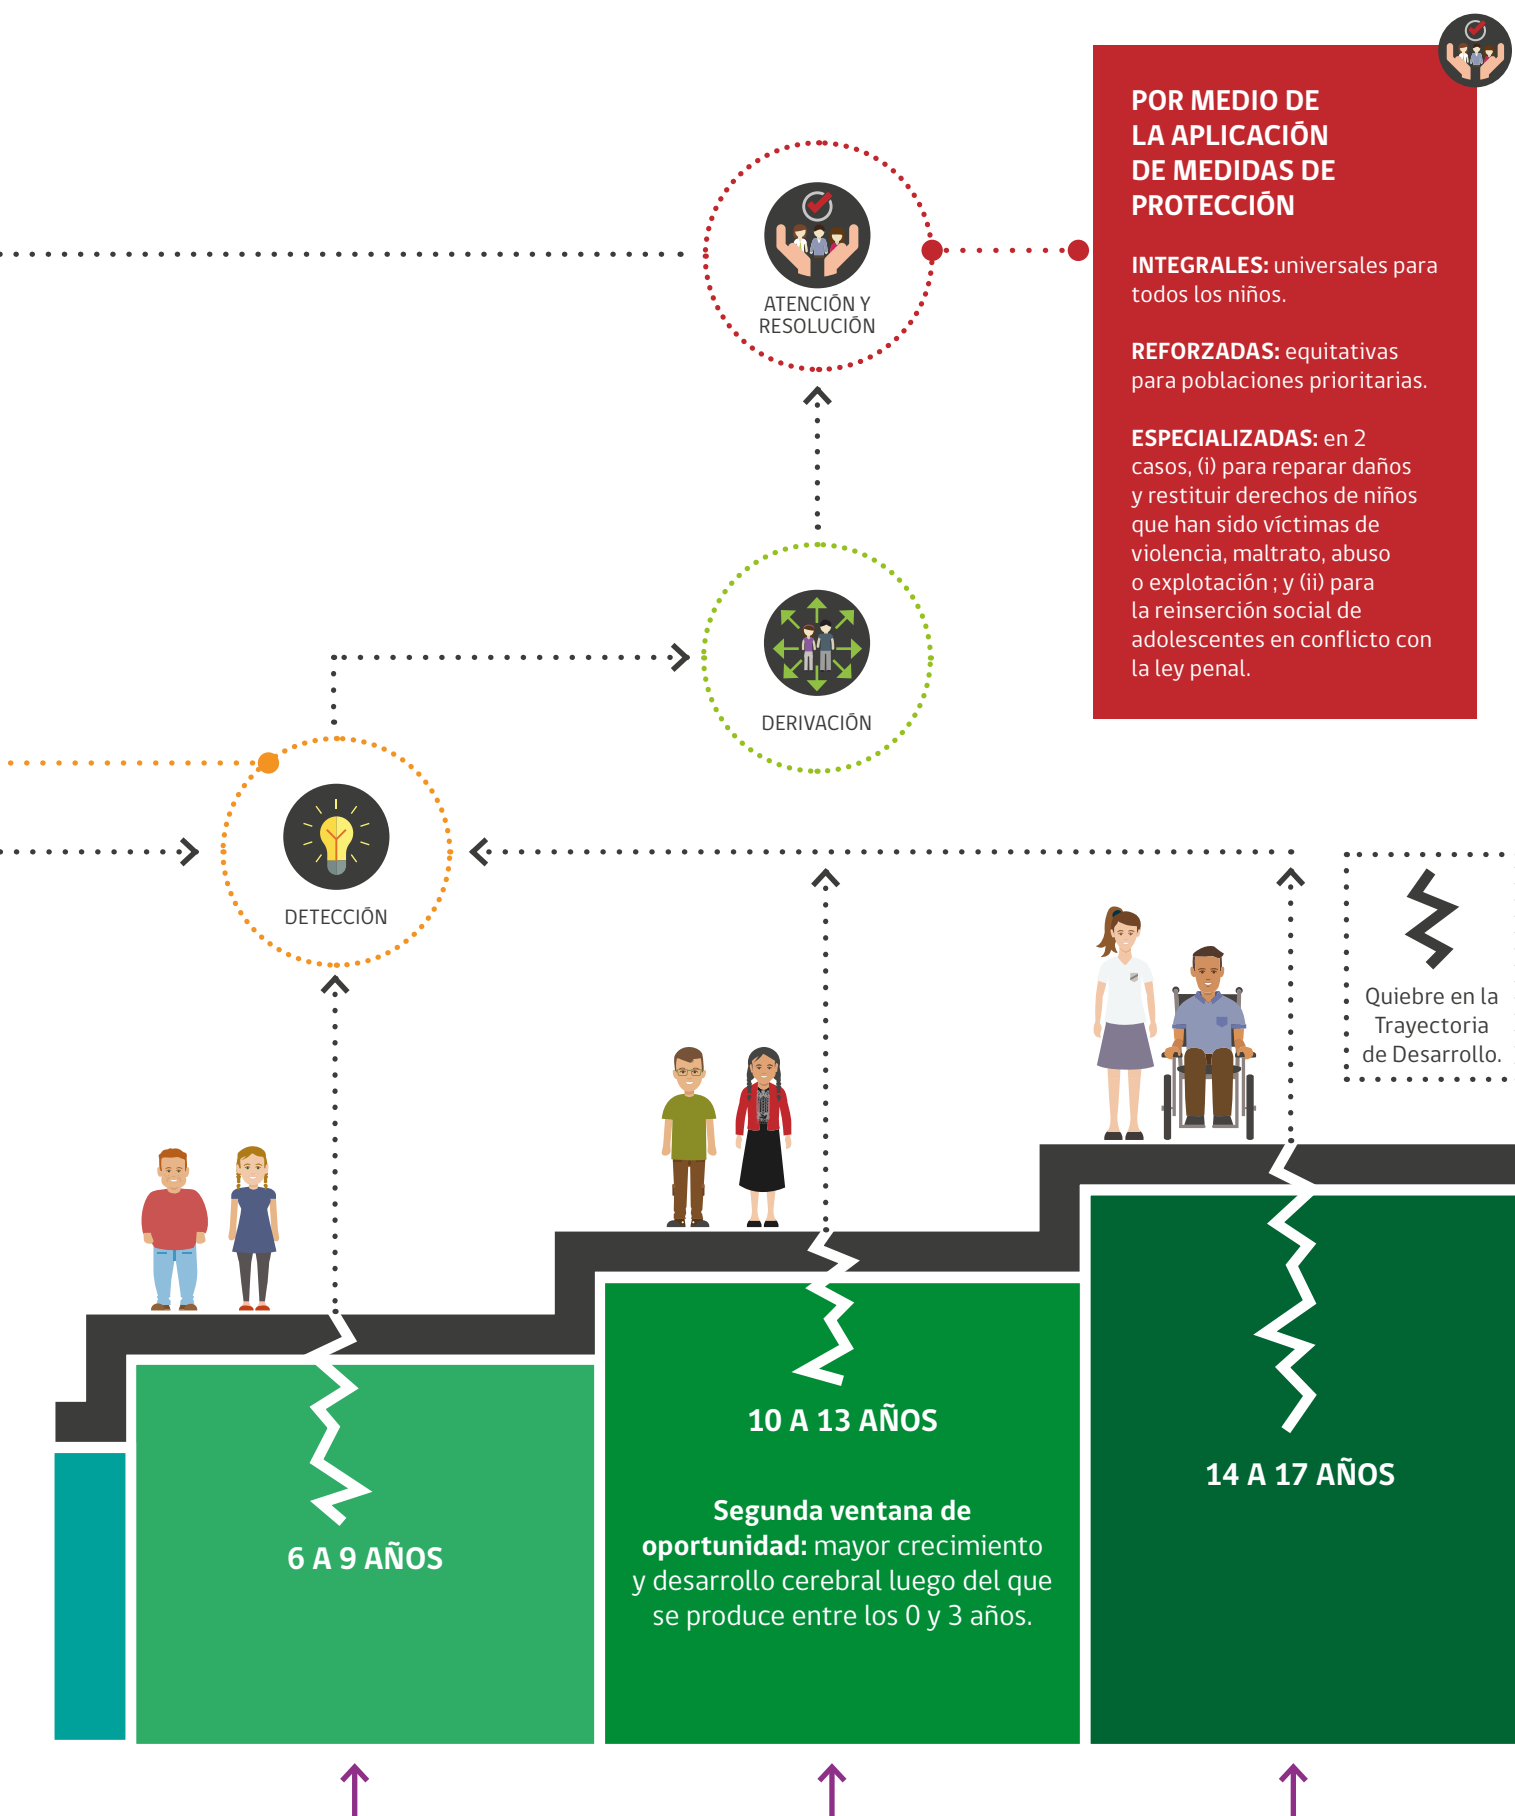 POR MEDIO DE
LA APLICACIÓN
DE MEDIDAS DE
PROTECCIÓN
INTEGRALES: universales para
todos los niños.
REFORZADAS: equitativas
para poblaciones prioritarias.
ESPECIALIZADAS: en 2
casos, (i) para reparar daños
y restituir derechos de niños
que han sido víctimas de
violencia, maltrato, abuso
o explotación ; y (ii) para
la reinserción social de
adolescentes en conflicto con
la ley penal.
ATENCIÓN Y
RESOLUCIÓN
DERIVACIÓN
DETECCIÓN
Quiebre en la
Trayectoria
de Desarrollo.
6 A 9 AÑOS
10 A 13 AÑOS
Segunda ventana de
oportunidad: mayor crecimiento
y desarrollo cerebral luego del que
se produce entre los 0 y 3 años.
14 A 17 AÑOS